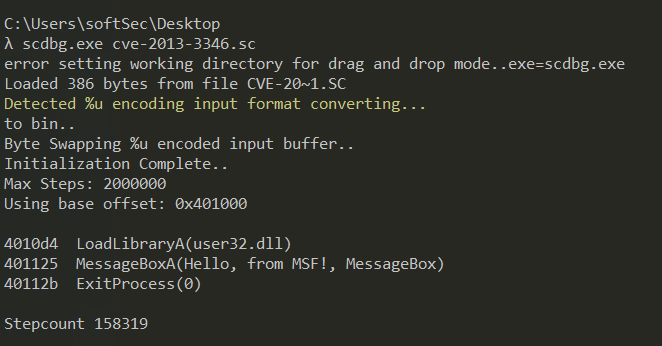 C:\Users\softSec\Desktop
λ scdbg.exe cve-2013-3346.sc
error setting working directory for drag and drop mode..exe=scdbg.exe
Loaded 386 bytes from file CVE-20~1.SC
Detected %u encoding input format converting...
to bin..
Byte Swapping %u encoded input buffer..
Initialization Complete..
Max Steps: 2000000
Using base offset: 0x401000
4010d4  LoadLibraryA(user32.dll)
401125  MessageBoxA(Hello, from MSF!, MessageBox)
40112b  ExitProcess(0)
Stepcount 158319